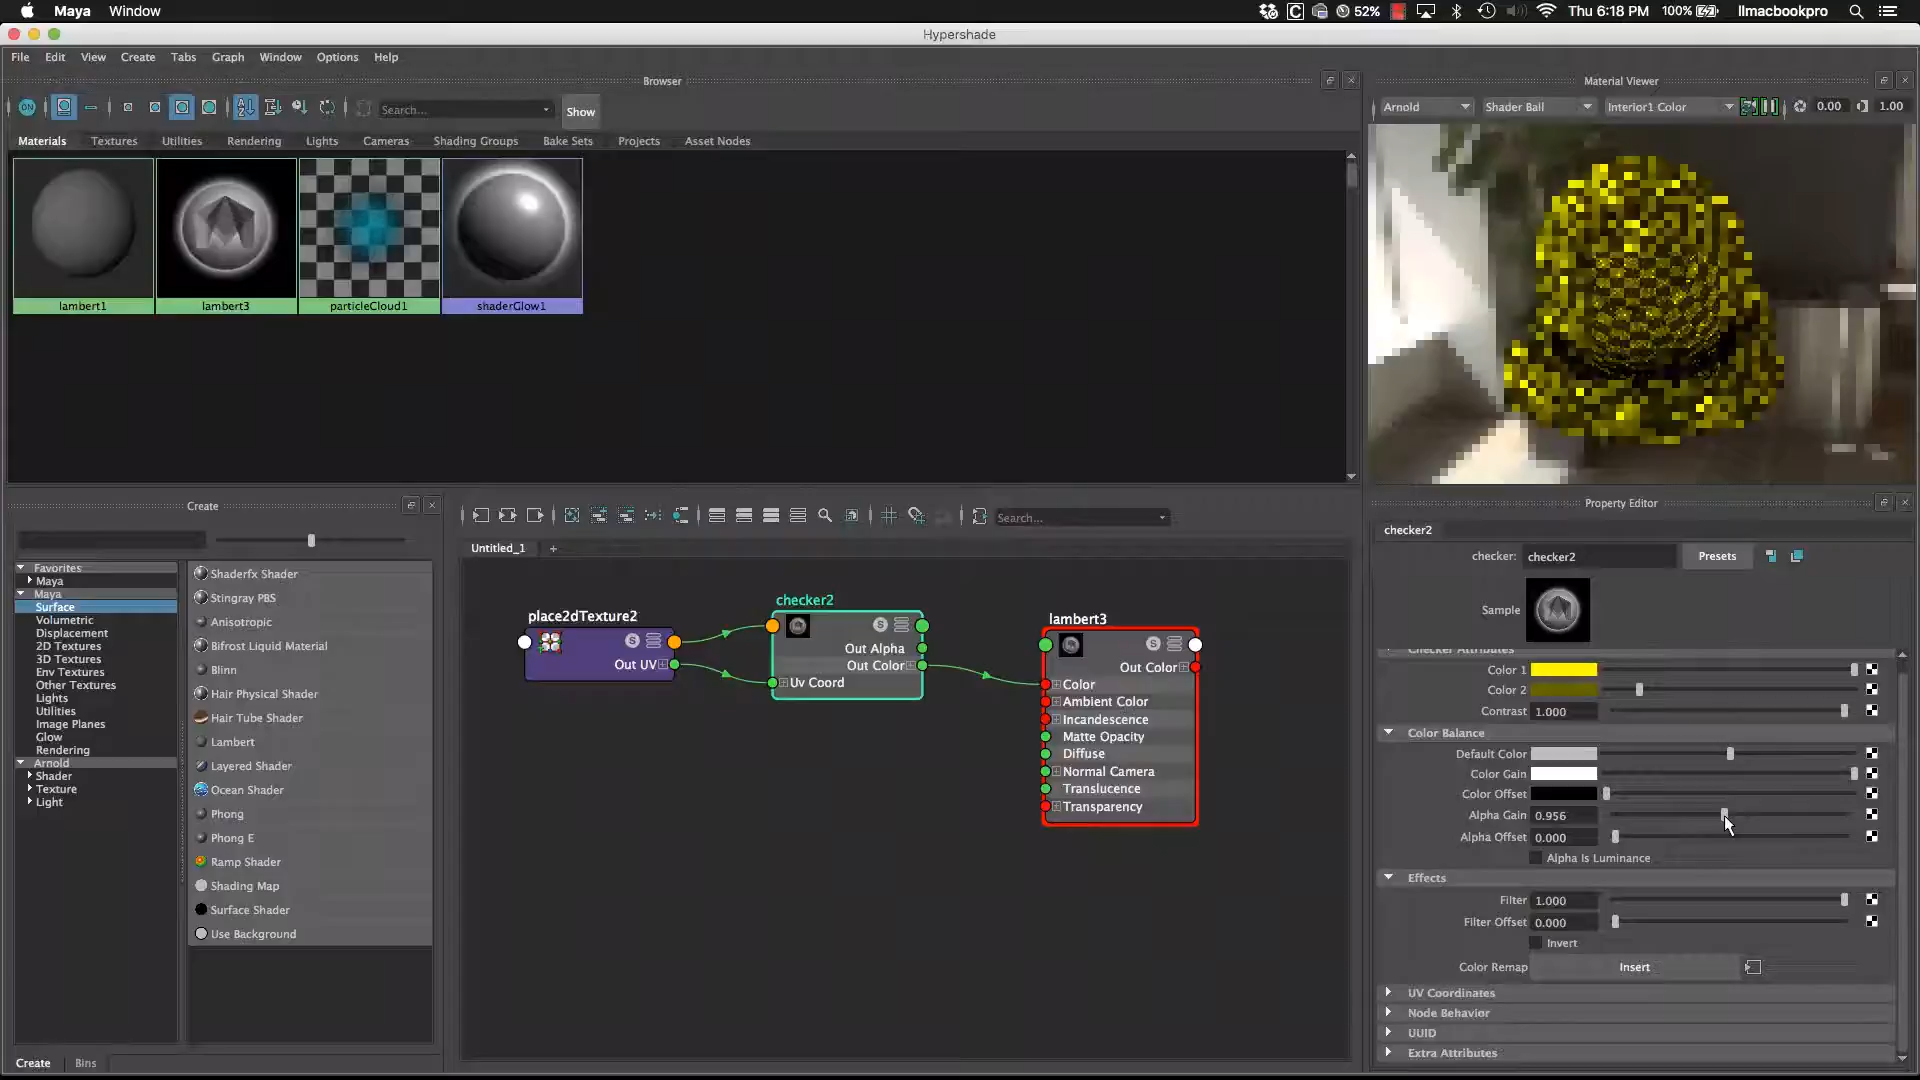 Maya Window 52% Thu 6:18 PM 100% llmacbookpro
Hypershade
File Edit View Create Tabs Graph Window Options Help
Browser
Material Viewer
ON Search... Show
Arnold Shader Ball Interior1 Color 0.00 1.00
Materials Textures Utilities Rendering Lights Cameras Shading Groups Bake Sets Projects Asset Nodes
lambert1 lambert3 particleCloud1 shaderGlow1
Create
Favorites
Maya
Maya
Surface
Volumetric
Displacement
2D Textures
3D Textures
Env Textures
Other Textures
Lights
Utilities
Image Planes
Glow
Rendering
Arnold
Shader
Texture
Light
Shaderfx Shader
Stingray PBS
Anisotropic
Bifrost Liquid Material
Blinn
Hair Physical Shader
Hair Tube Shader
Lambert
Layered Shader
Ocean Shader
Phong
Phong E
Ramp Shader
Shading Map
Surface Shader
Use Background
Create Bins
Search...
Untitled_1 +
place2dTexture2
Out UV
checker2
Out Alpha
Out Color
Uv Coord
lambert3
Out Color
Color
Ambient Color
Incandescence
Matte Opacity
Diffuse
Normal Camera
Translucence
Transparency
Property Editor
checker2
checker: checker2 Presets
Sample
Checker Attributes
Color 1
Color 2
Contrast 1.000
Color Balance
Default Color
Color Gain
Color Offset
Alpha Gain 0.956
Alpha Offset 0.000
Alpha Is Luminance
Effects
Filter 1.000
Filter Offset 0.000
Invert
Color Remap Insert
UV Coordinates
Node Behavior
UUID
Extra Attributes